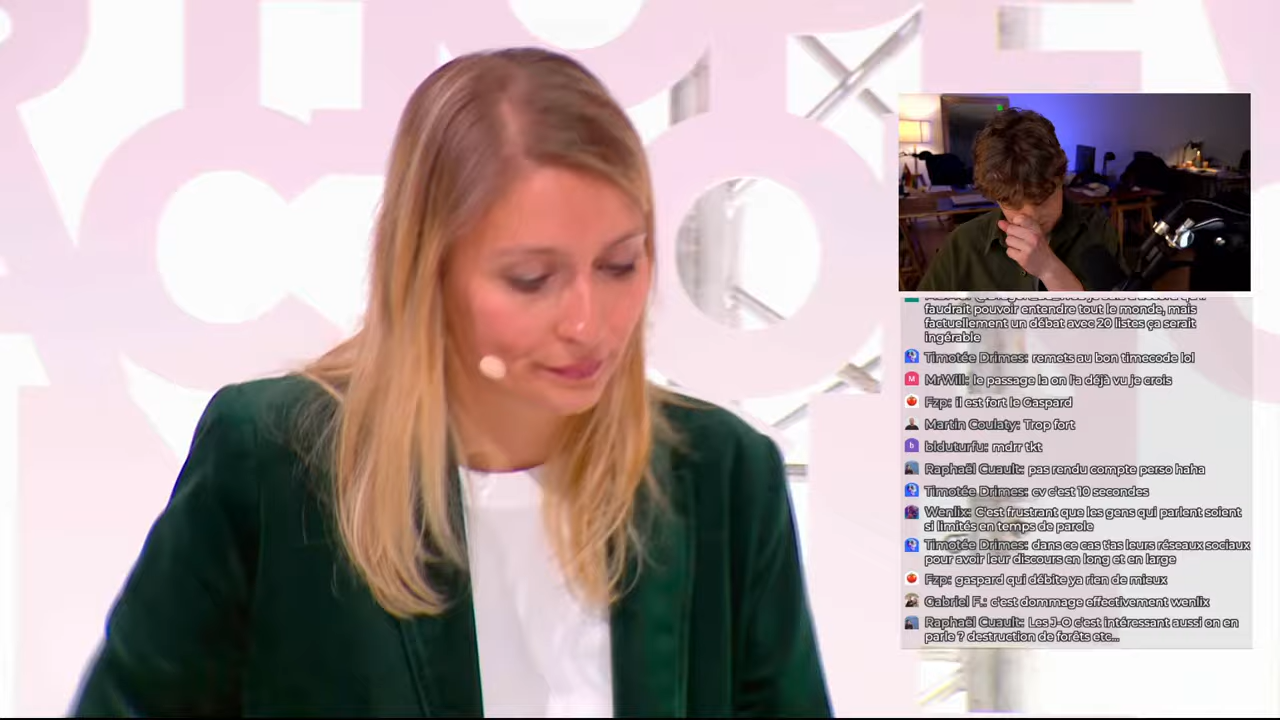 faudrait pouvoir entendre tout le monde, mais
factuellement un débat avec 20 listes ça serait
ingérable
Timotée Drimes: remets au bon timecode lol
M MrWill: le passage la on l'a déjà vu je crois
Fzp: il est fort le Gaspard
Martin Coulaty: Trop fort
b biduturfu: mdrr tkt
Raphaël Cuault: pas rendu compte perso haha
Timotée Drimes: cv c'est 10 secondes
Wenlix: C'est frustrant que les gens qui parlent soient
si limités en temps de parole
Timotée Drimes: dans ce cas t'as leurs réseaux sociaux
pour avoir leur discours en long et en large
Fzp: gaspard qui débite ya rien de mieux
Gabriel F.: c'est dommage effectivement wenlix
Raphaël Cuault: Les J-O c'est intéressant aussi on en
parle ? destruction de forêts etc...